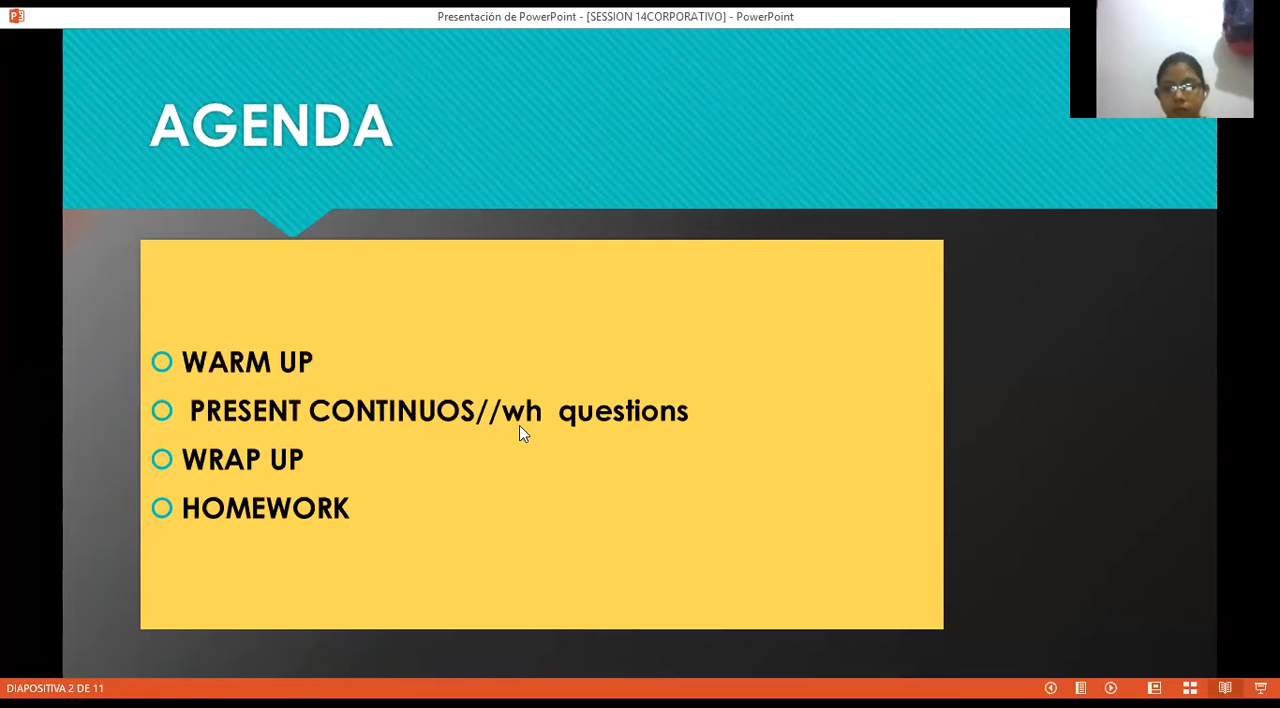 Presentación de PowerPoint - [SESSION 14CORPORATIVO] - PowerPoint
AGENDA
WARM UP
PRESENT CONTINUOS//wh questions
WRAP UP
HOMEWORK
DIAPOSITIVA 2 DE 11